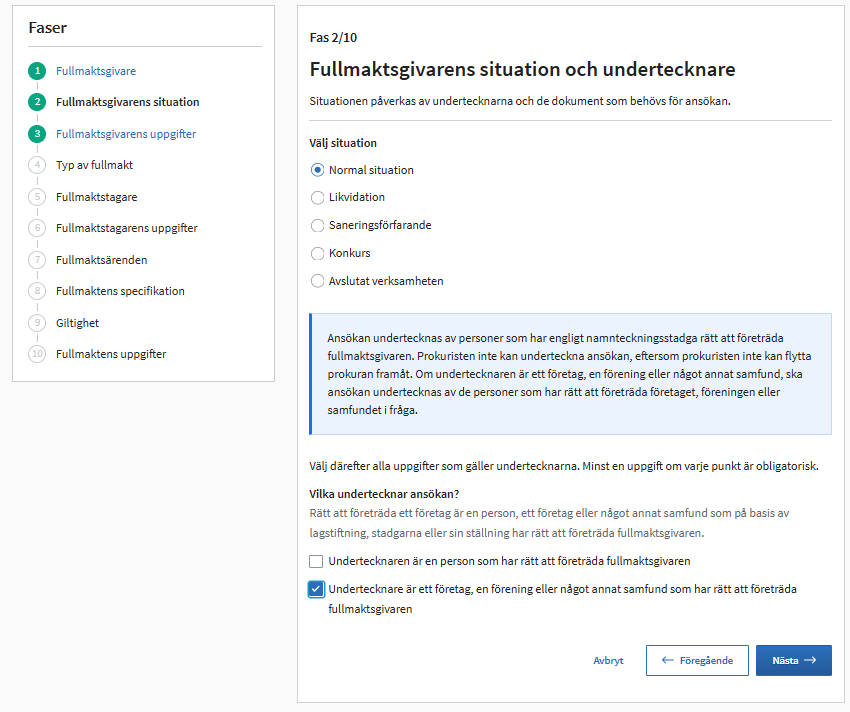 Faser
1 Fullmaktsgivare
2 Fullmaktsgivarens situation
3 Fullmaktsgivarens uppgifter
4 Typ av fullmakt
5 Fullmaktstagare
6 Fullmaktstagarens uppgifter
7 Fullmaktsärenden
8 Fullmaktens specifikation
9 Giltighet
10 Fullmaktens uppgifter
Fas 2/10
Fullmaktsgivarens situation och undertecknare
Situationen påverkas av undertecknarna och de dokument som behövs för ansökan.
Välj situation
Normal situation
Likvidation
Saneringsförfarande
Konkurs
Avslutat verksamheten
Ansökan undertecknas av personer som har engligt namnteckningsstadga rätt att företräda
fullmaktsgivaren. Prokuristen inte kan underteckna ansökan, eftersom prokuristen inte kan flytta
prokuran framåt. Om undertecknaren är ett företag, en förening eller något annat samfund, ska
ansökan undertecknas av de personer som har rätt att företräda företaget, föreningen eller
samfundet i fråga.
Välj därefter alla uppgifter som gäller undertecknarna. Minst en uppgift om varje punkt är obligatorisk.
Vilka undertecknar ansökan?
Rätt att företräda ett företag är en person, ett företag eller något annat samfund som på basis av
lagstiftning, stadgarna eller sin ställning har rätt att företräda fullmaktsgivaren.
Undertecknaren är en person som har rätt att företräda fullmaktsgivaren
Undertecknare är ett företag, en förening eller något annat samfund som har rätt att företräda
fullmaktsgivaren
Avbryt
← Föregående
Nästa →